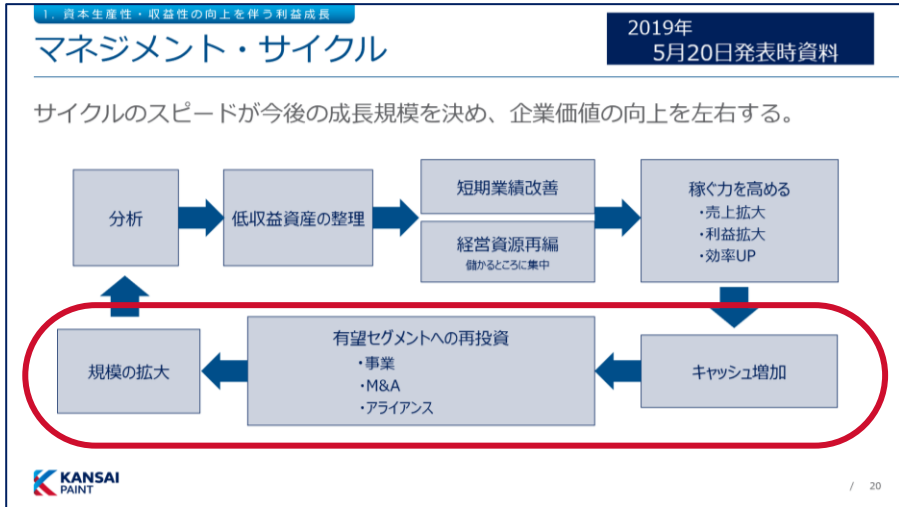 1. 資本生産性・収益性の向上を伴う利益成長
マネジメント・サイクル
2019年
5月20日発表時資料
サイクルのスピードが今後の成長規模を決め、企業価値の向上を左右する。
分析
低収益資産の整理
短期業績改善
経営資源再編
儲かるところに集中
稼ぐ力を高める
・売上拡大
・利益拡大
・効率UP
規模の拡大
有望セグメントへの再投資
・事業
・M&A
・アライアンス
キャッシュ増加
KANSAI
PAINT
/ 20